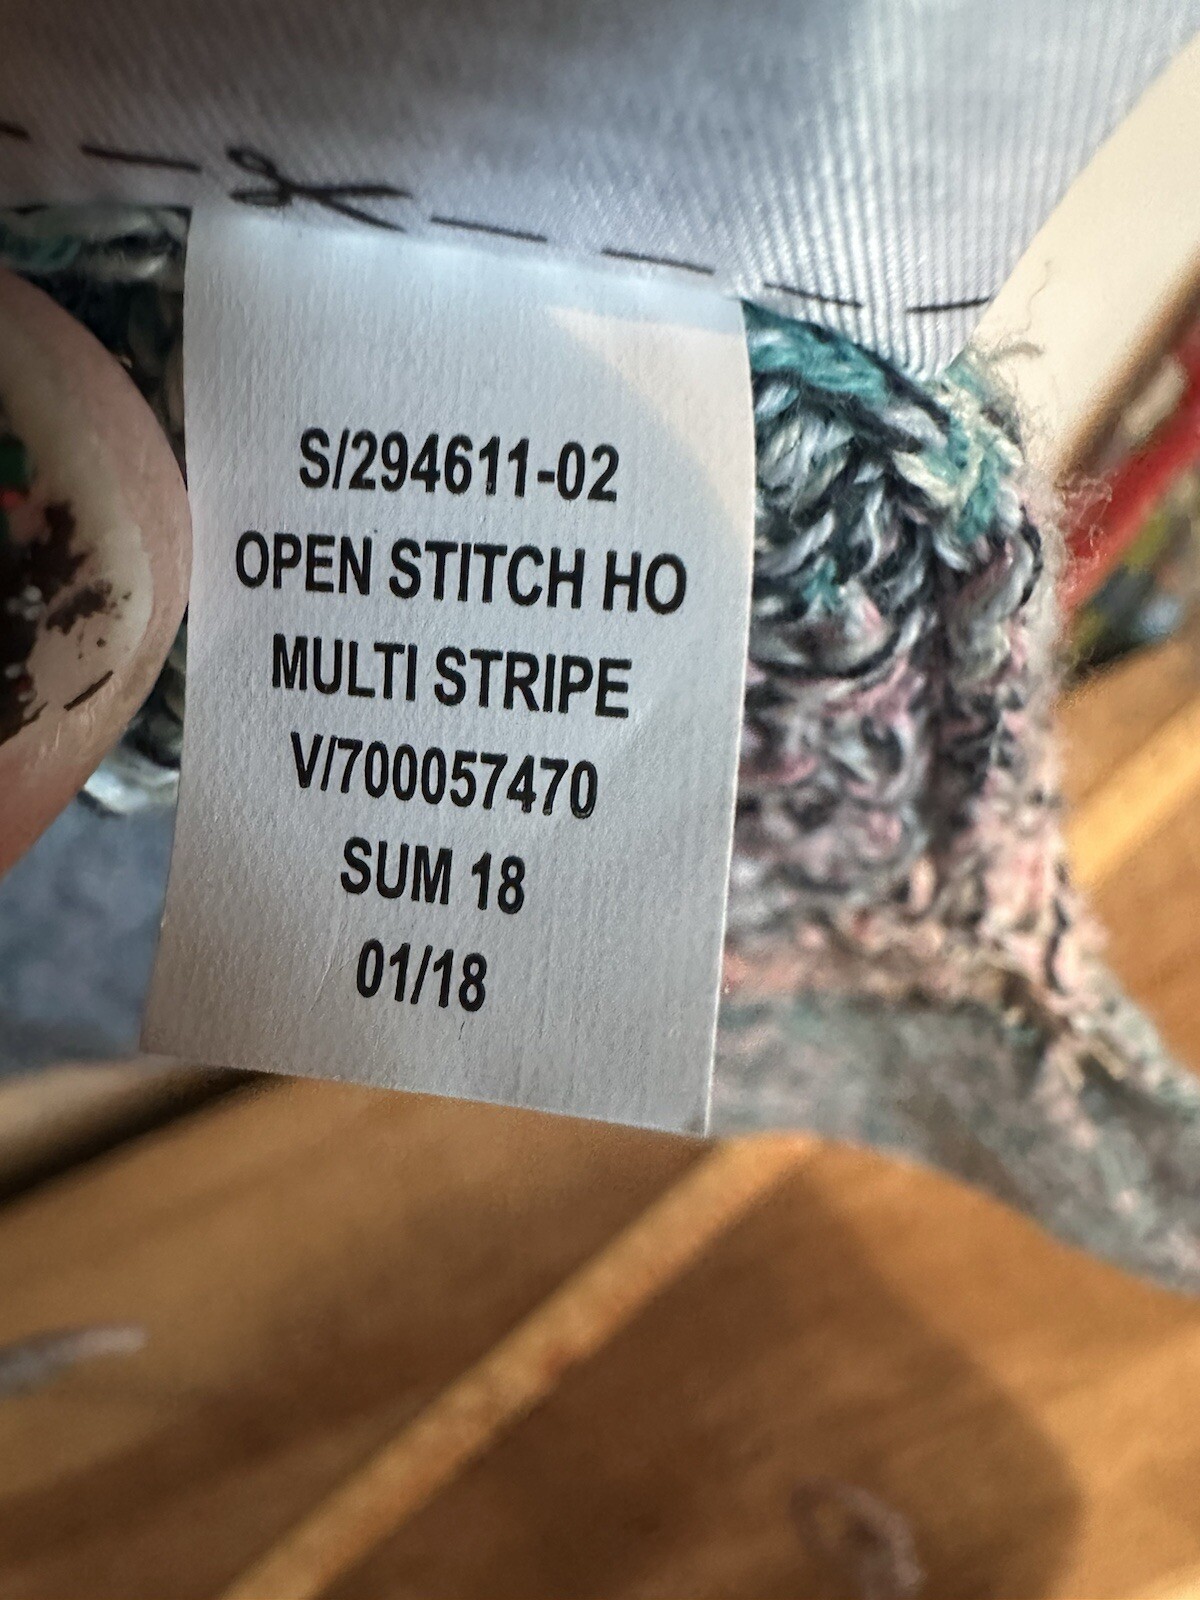 S/294611-02
OPEN STITCH HO
MULTI STRIPE
V/700057470
SUM 18
01/18